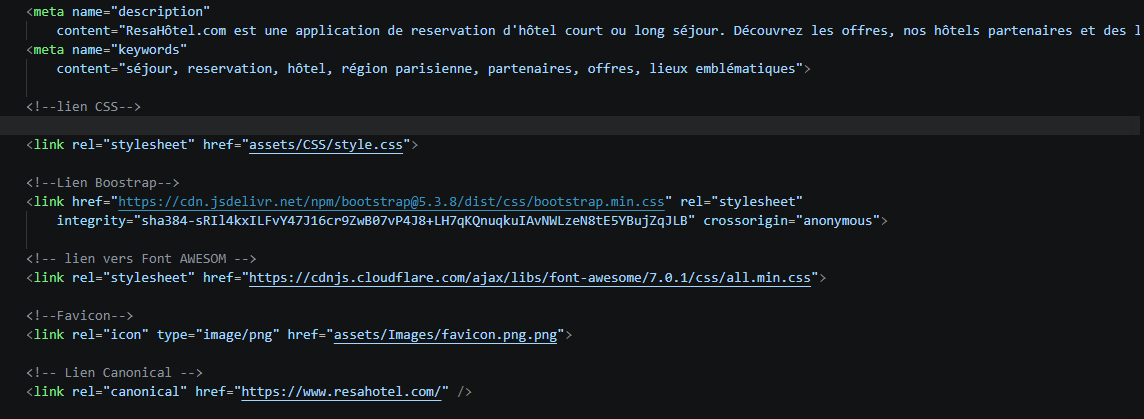 <meta name="description"
content="ResaHôtel.com est une application de reservation d'hôtel court ou long séjour. Découvrez les offres, nos hôtels partenaires et des l
<meta name="keywords"
content="séjour, reservation, hôtel, région parisienne, partenaires, offres, lieux emblématiques">
<!--lien CSS-->
<link rel="stylesheet" href="assets/CSS/style.css">
<!--Lien Boostrap-->
<link href="https://cdn.jsdelivr.net/npm/bootstrap@5.3.8/dist/css/bootstrap.min.css" rel="stylesheet"
integrity="sha384-sRIl4kxILFvY47J16cr9ZwB07vP4J8+LH7qKQnuqkuIAvNWLzeN8tE5YBujZqJLB" crossorigin="anonymous">
<!-- lien vers Font AWESOM -->
<link rel="stylesheet" href="https://cdnjs.cloudflare.com/ajax/libs/font-awesome/7.0.1/css/all.min.css">
<!--Favicon-->
<link rel="icon" type="image/png" href="assets/Images/favicon.png.png">
<!-- Lien Canonical -->
<link rel="canonical" href="https://www.resahotel.com/" />